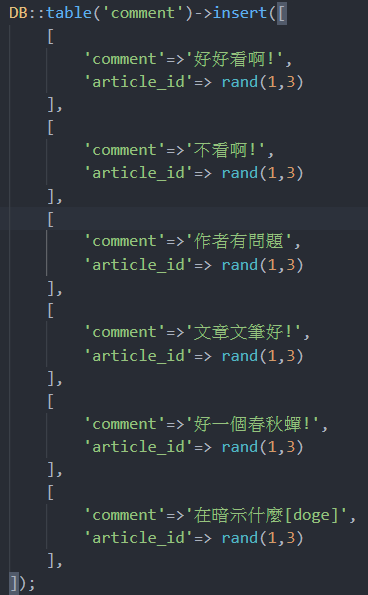 DB::table('comment')->insert([
[
'comment'=>'好好看啊!',
'article_id'=> rand(1,3)
],
[
'comment'=>'不看啊!',
'article_id'=> rand(1,3)
],
[
'comment'=>'作者有問題',
'article_id'=> rand(1,3)
],
[
'comment'=>'文章文筆好!',
'article_id'=> rand(1,3)
],
[
'comment'=>'好一個春秋蟬!',
'article_id'=> rand(1,3)
],
[
'comment'=>'在暗示什麼[doge]',
'article_id'=> rand(1,3)
],
]);